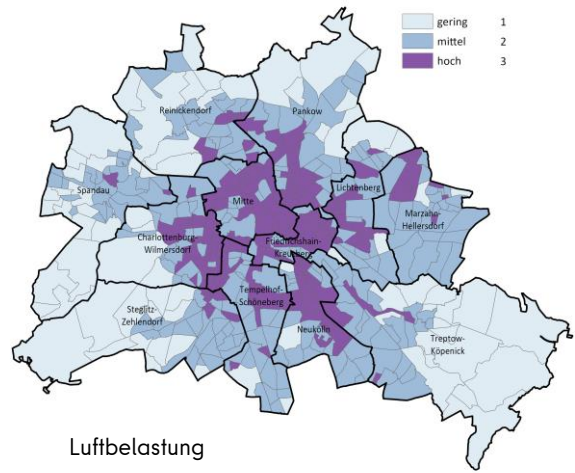 gering 1
mittel 2
hoch 3
Reinickendorf
Pankow
Spandau
Mitte
Lichtenberg
Marzahn-
Hellersdorf
Charlottenburg-
Wilmersdorf
Friedrichshain-
Kreuzberg
Tempelhof-
Schöneberg
Steglitz-
Zehlendorf
Neukölln
Treptow-
Köpenick
Luftbelastung